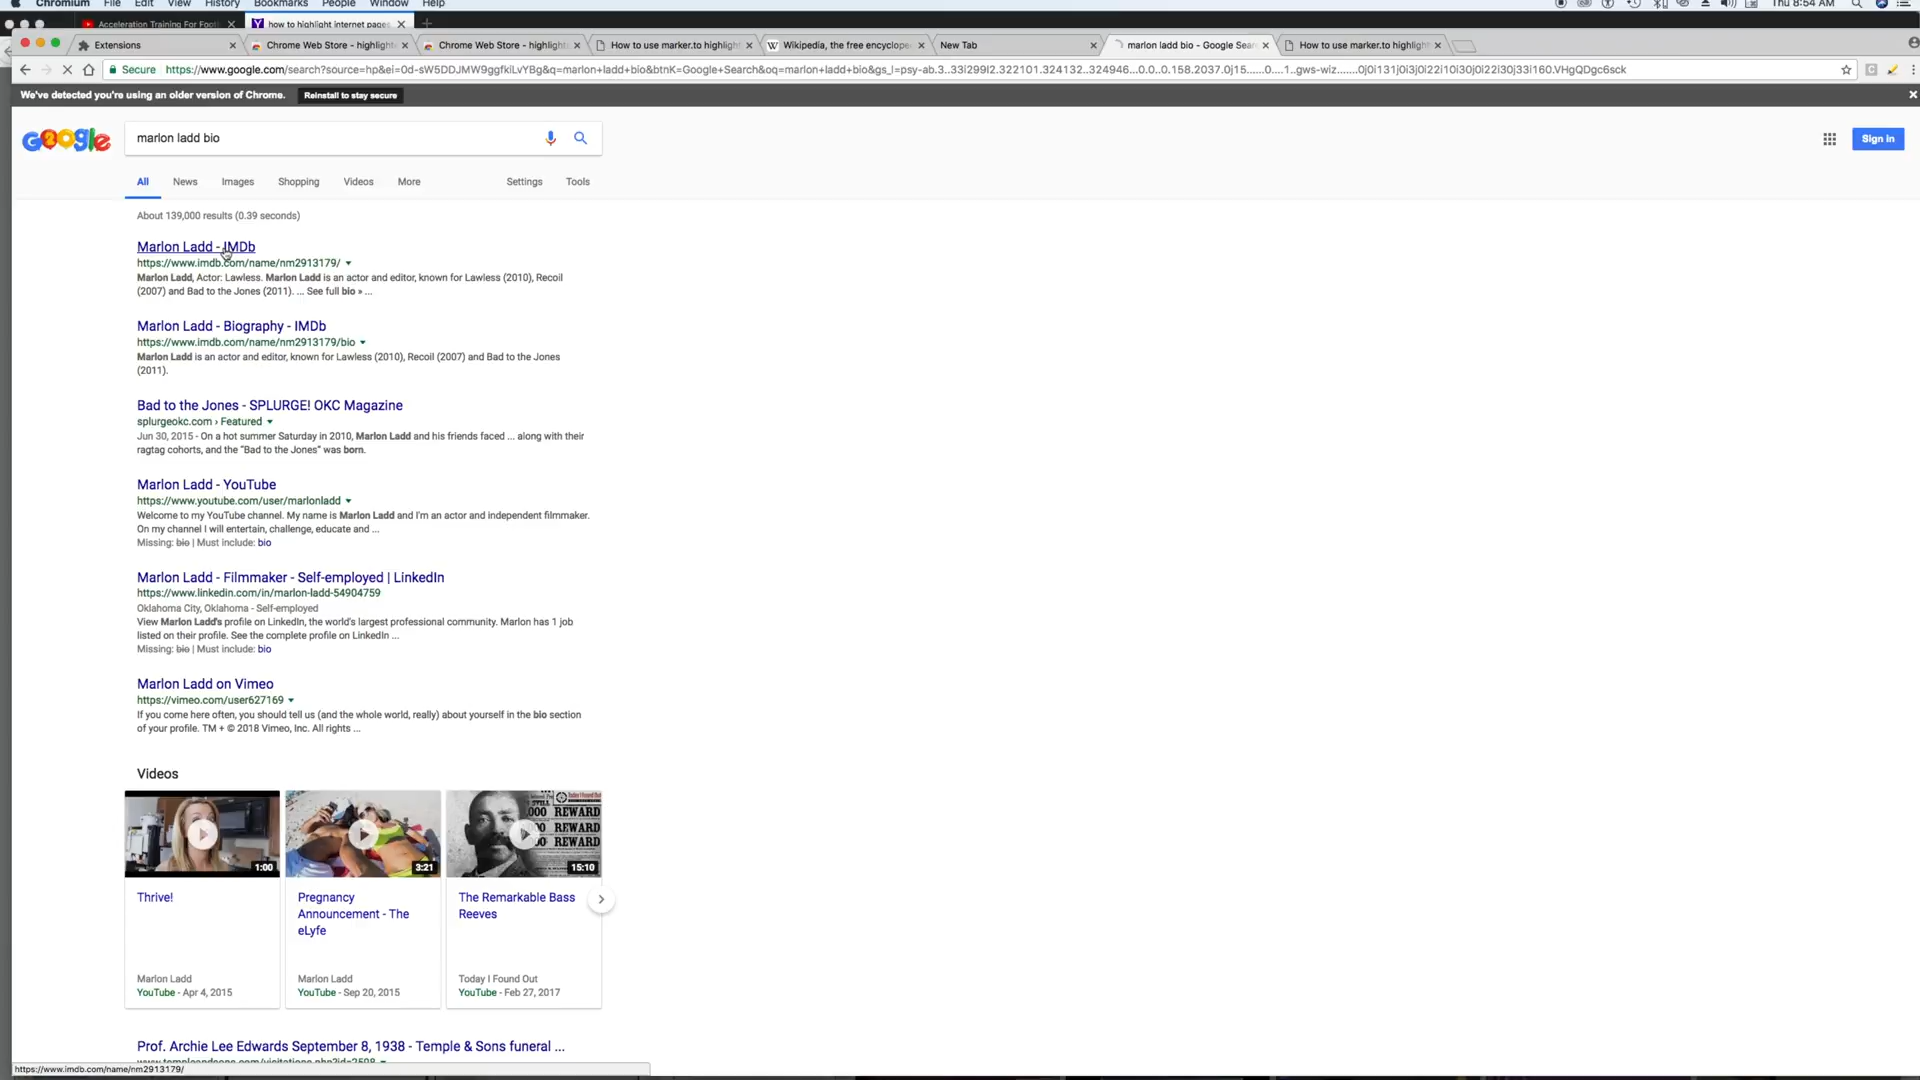 Chromium File Edit View History Bookmarks People Window Help Thu 8:54 AM
Acceleration Training For Footb how to highlight internet pages
Extensions Chrome Web Store - highlight Chrome Web Store - highlights How to use marker.to highligh Wikipedia, the free encycloped New Tab marlon ladd bio - Google Sear How to use marker.to highligh
Secure https://www.google.com/search?source=hp&ei=0d-sW5DDJMW9ggfkiLvYBg&q=marlon+ladd+bio&btnK=Google+Search&oq=marlon+ladd+bio&gs_l=psy-ab.3..33i299l2.322101.324132..324946...0.0..0.158.2037.0j15......0....1..gws-wiz.......0j0i131j0i3j0i22i10i30j0i22i30j33i160.VHgQDgc6sck
We've detected you're using an older version of Chrome. Reinstall to stay secure
Google marlon ladd bio Sign in
All News Images Shopping Videos More Settings Tools
About 139,000 results (0.39 seconds)
Marlon Ladd - IMDb
https://www.imdb.com/name/nm2913179/
Marlon Ladd, Actor: Lawless. Marlon Ladd is an actor and editor, known for Lawless (2010), Recoil
(2007) and Bad to the Jones (2011). ... See full bio » ...
Marlon Ladd - Biography - IMDb
https://www.imdb.com/name/nm2913179/bio
Marlon Ladd is an actor and editor, known for Lawless (2010), Recoil (2007) and Bad to the Jones
(2011).
Bad to the Jones - SPLURGE! OKC Magazine
splurgeokc.com › Featured
Jun 30, 2015 - On a hot summer Saturday in 2010, Marlon Ladd and his friends faced ... along with their
ragtag cohorts, and the "Bad to the Jones" was born.
Marlon Ladd - YouTube
https://www.youtube.com/user/marlonladd
Welcome to my YouTube channel. My name is Marlon Ladd and I'm an actor and independent filmmaker.
On my channel I will entertain, challenge, educate and ...
Missing: bio | Must include: bio
Marlon Ladd - Filmmaker - Self-employed | LinkedIn
https://www.linkedin.com/in/marlon-ladd-54904759
Oklahoma City, Oklahoma - Self-employed
View Marlon Ladd's profile on LinkedIn, the world's largest professional community. Marlon has 1 job
listed on their profile. See the complete profile on LinkedIn ...
Missing: bio | Must include: bio
Marlon Ladd on Vimeo
https://vimeo.com/user627169
If you come here often, you should tell us (and the whole world, really) about yourself in the bio section
of your profile. TM + © 2018 Vimeo, Inc. All rights ...
Videos
000 REWARD
00 REWARD
00 REWARD
1:00 3:21 15:10
Thrive! Pregnancy The Remarkable Bass
Announcement - The Reeves
eLyfe
Marlon Ladd Marlon Ladd Today I Found Out
YouTube - Apr 4, 2015 YouTube - Sep 20, 2015 YouTube - Feb 27, 2017
Prof. Archie Lee Edwards September 8, 1938 - Temple & Sons funeral ...
www.templeandsons.com/visitations.php?id=2598
https://www.imdb.com/name/nm2913179/